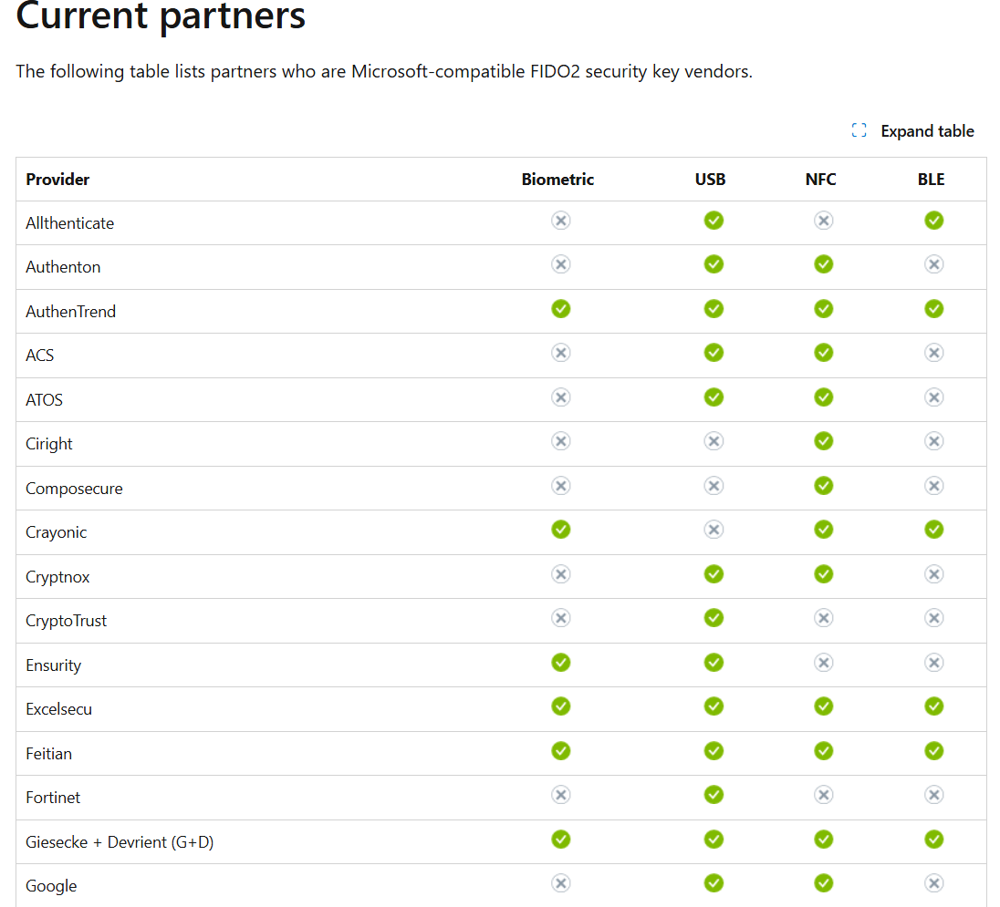 Current partners
The following table lists partners who are Microsoft-compatible FIDO2 security key vendors.
Expand table
Provider Biometric USB NFC BLE
Allthenticate
Authenton
AuthenTrend
ACS
ATOS
Ciright
Composecure
Crayonic
Cryptnox
CryptoTrust
Ensurity
Excelsecu
Feitian
Fortinet
Giesecke + Devrient (G+D)
Google